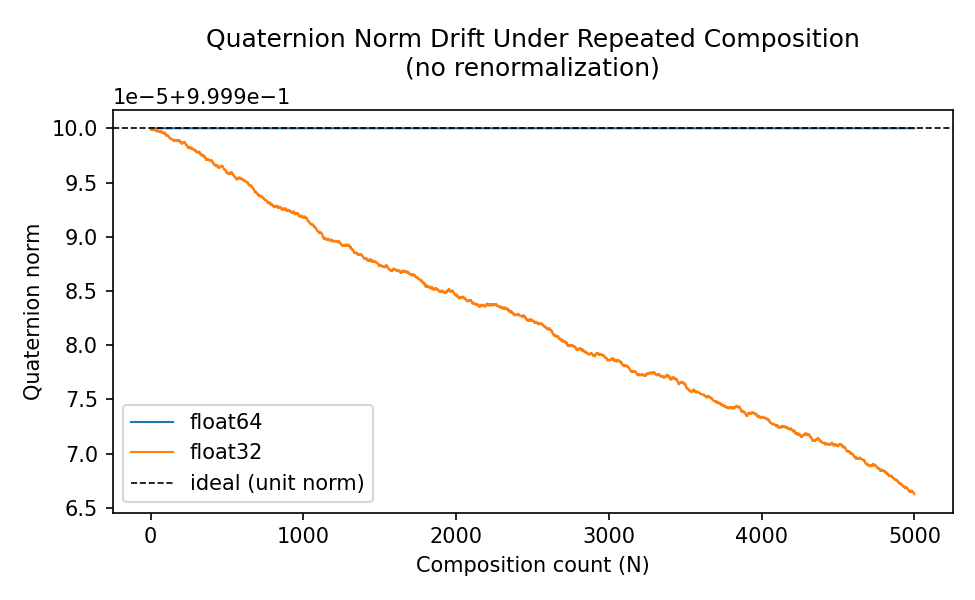 Quaternion Norm Drift Under Repeated Composition
(no renormalization)
1e−5+9.999e−1
10.0
9.5
9.0
8.5
8.0
7.5
7.0
6.5
Quaternion norm
float64
float32
ideal (unit norm)
0 1000 2000 3000 4000 5000
Composition count (N)